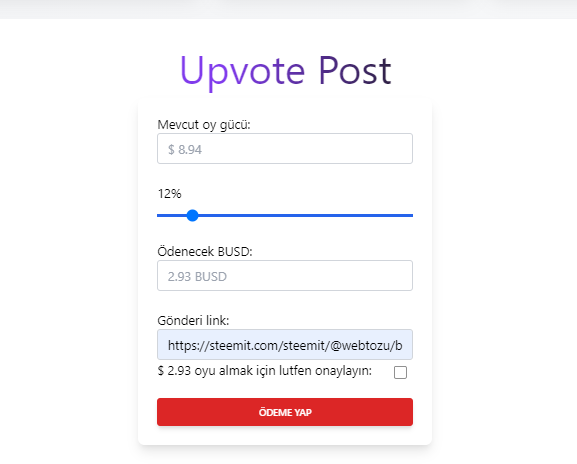 Upvote Post
Mevcut oy gücü:
$ 8.94
12%
Ödenecek BUSD:
2.93 BUSD
Gönderi link:
https://steemit.com/steemit/@webtozu/b
$ 2.93 oyu almak için lutfen onaylayın:
ÖDEME YAP